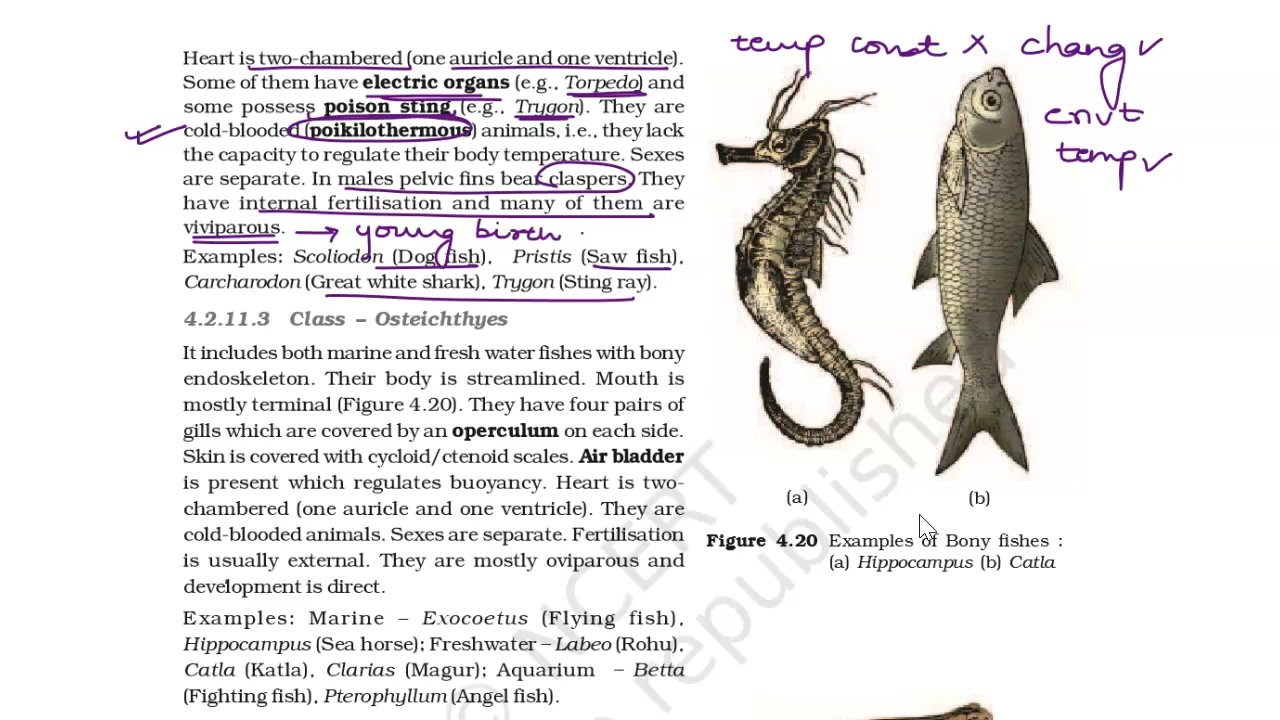 Heart is two-chambered (one auricle and one ventricle).
Some of them have electric organs (e.g., Torpedo) and
some possess poison sting (e.g., Trygon). They are
cold-blooded (poikilothermous) animals, i.e., they lack
the capacity to regulate their body temperature. Sexes
are separate. In males pelvic fins bear claspers. They
have internal fertilisation and many of them are
viviparous. → young birth .
Examples: Scoliodon (Dog fish), Pristis (Saw fish),
Carcharodon (Great white shark), Trygon (Sting ray).
4.2.11.3 Class – Osteichthyes
It includes both marine and fresh water fishes with bony
endoskeleton. Their body is streamlined. Mouth is
mostly terminal (Figure 4.20). They have four pairs of
gills which are covered by an operculum on each side.
Skin is covered with cycloid/ctenoid scales. Air bladder
is present which regulates buoyancy. Heart is two-
chambered (one auricle and one ventricle). They are
cold-blooded animals. Sexes are separate. Fertilisation
is usually external. They are mostly oviparous and
development is direct.
Examples: Marine – Exocoetus (Flying fish),
Hippocampus (Sea horse); Freshwater – Labeo (Rohu),
Catla (Katla), Clarias (Magur); Aquarium – Betta
(Fighting fish), Pterophyllum (Angel fish).
temp const × chang ✓
envt
temp ✓
(a) (b)
Figure 4.20 Examples of Bony fishes :
(a) Hippocampus (b) Catla
© NCERT
republished